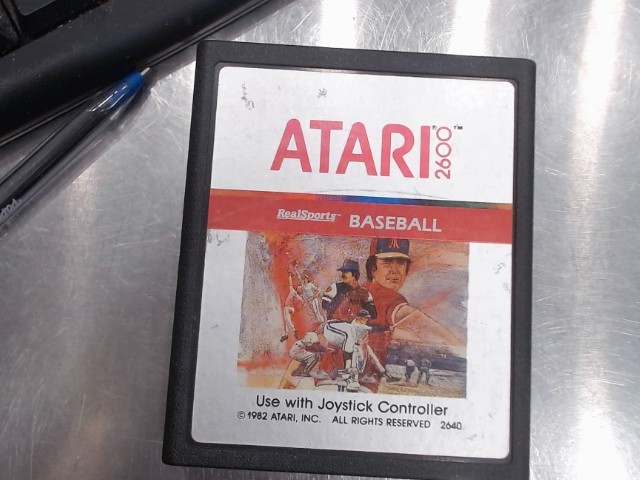 ATARI 2600™
RealSports™ BASEBALL
Use with Joystick Controller
© 1982 ATARI, INC. ALL RIGHTS RESERVED 2640